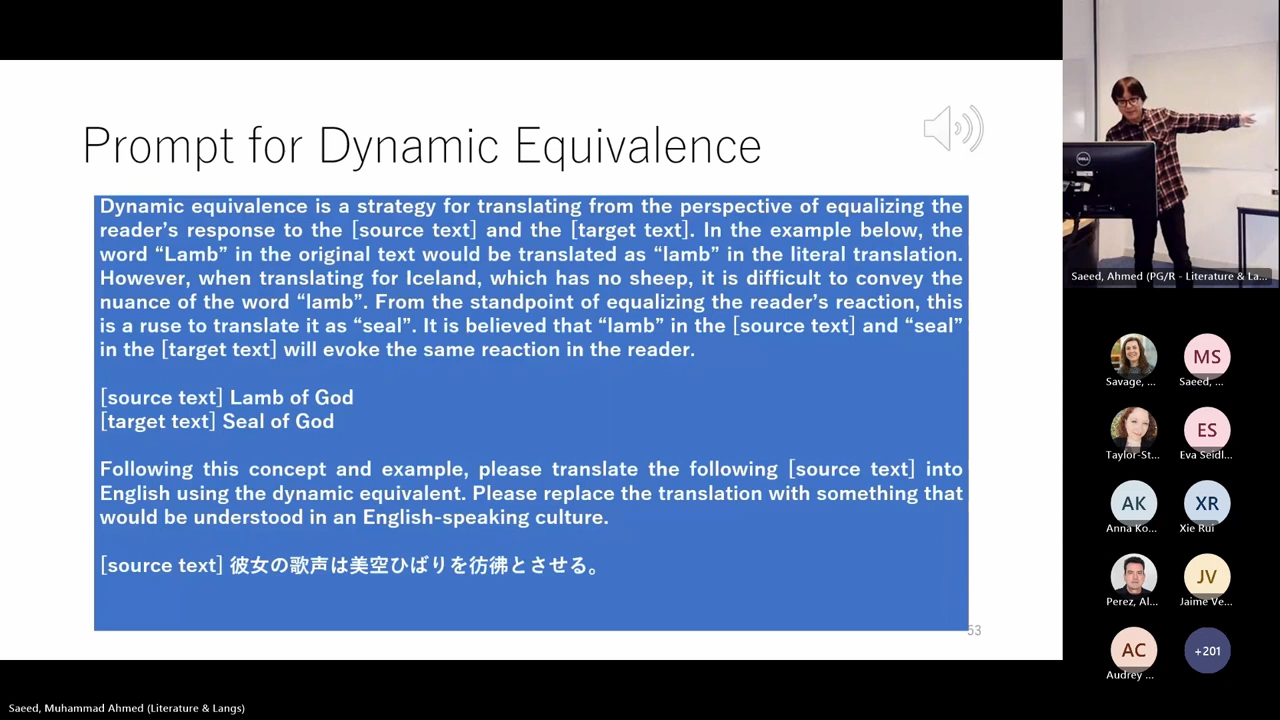 Prompt for Dynamic Equivalence
Dynamic equivalence is a strategy for translating from the perspective of equalizing the
reader's response to the [source text] and the [target text]. In the example below, the
word “Lamb” in the original text would be translated as “lamb” in the literal translation.
However, when translating for Iceland, which has no sheep, it is difficult to convey the
nuance of the word “lamb”. From the standpoint of equalizing the reader's reaction, this
is a ruse to translate it as “seal”. It is believed that “lamb” in the [source text] and “seal”
in the [target text] will evoke the same reaction in the reader.
[source text] Lamb of God
[target text] Seal of God
Following this concept and example, please translate the following [source text] into
English using the dynamic equivalent. Please replace the translation with something that
would be understood in an English-speaking culture.
[source text] 彼女の歌声は美空ひばりを彷彿とさせる。
53
DELL
Saeed, Ahmed (PG/R - Literature & La...
Savage, ...
MS
Saeed, ...
Taylor-St...
ES
Eva Seidl...
AK
Anna Ko...
XR
Xie Rui
Perez, Al...
JV
Jaime Ve...
AC
Audrey ...
+201
Saeed, Muhammad Ahmed (Literature & Langs)